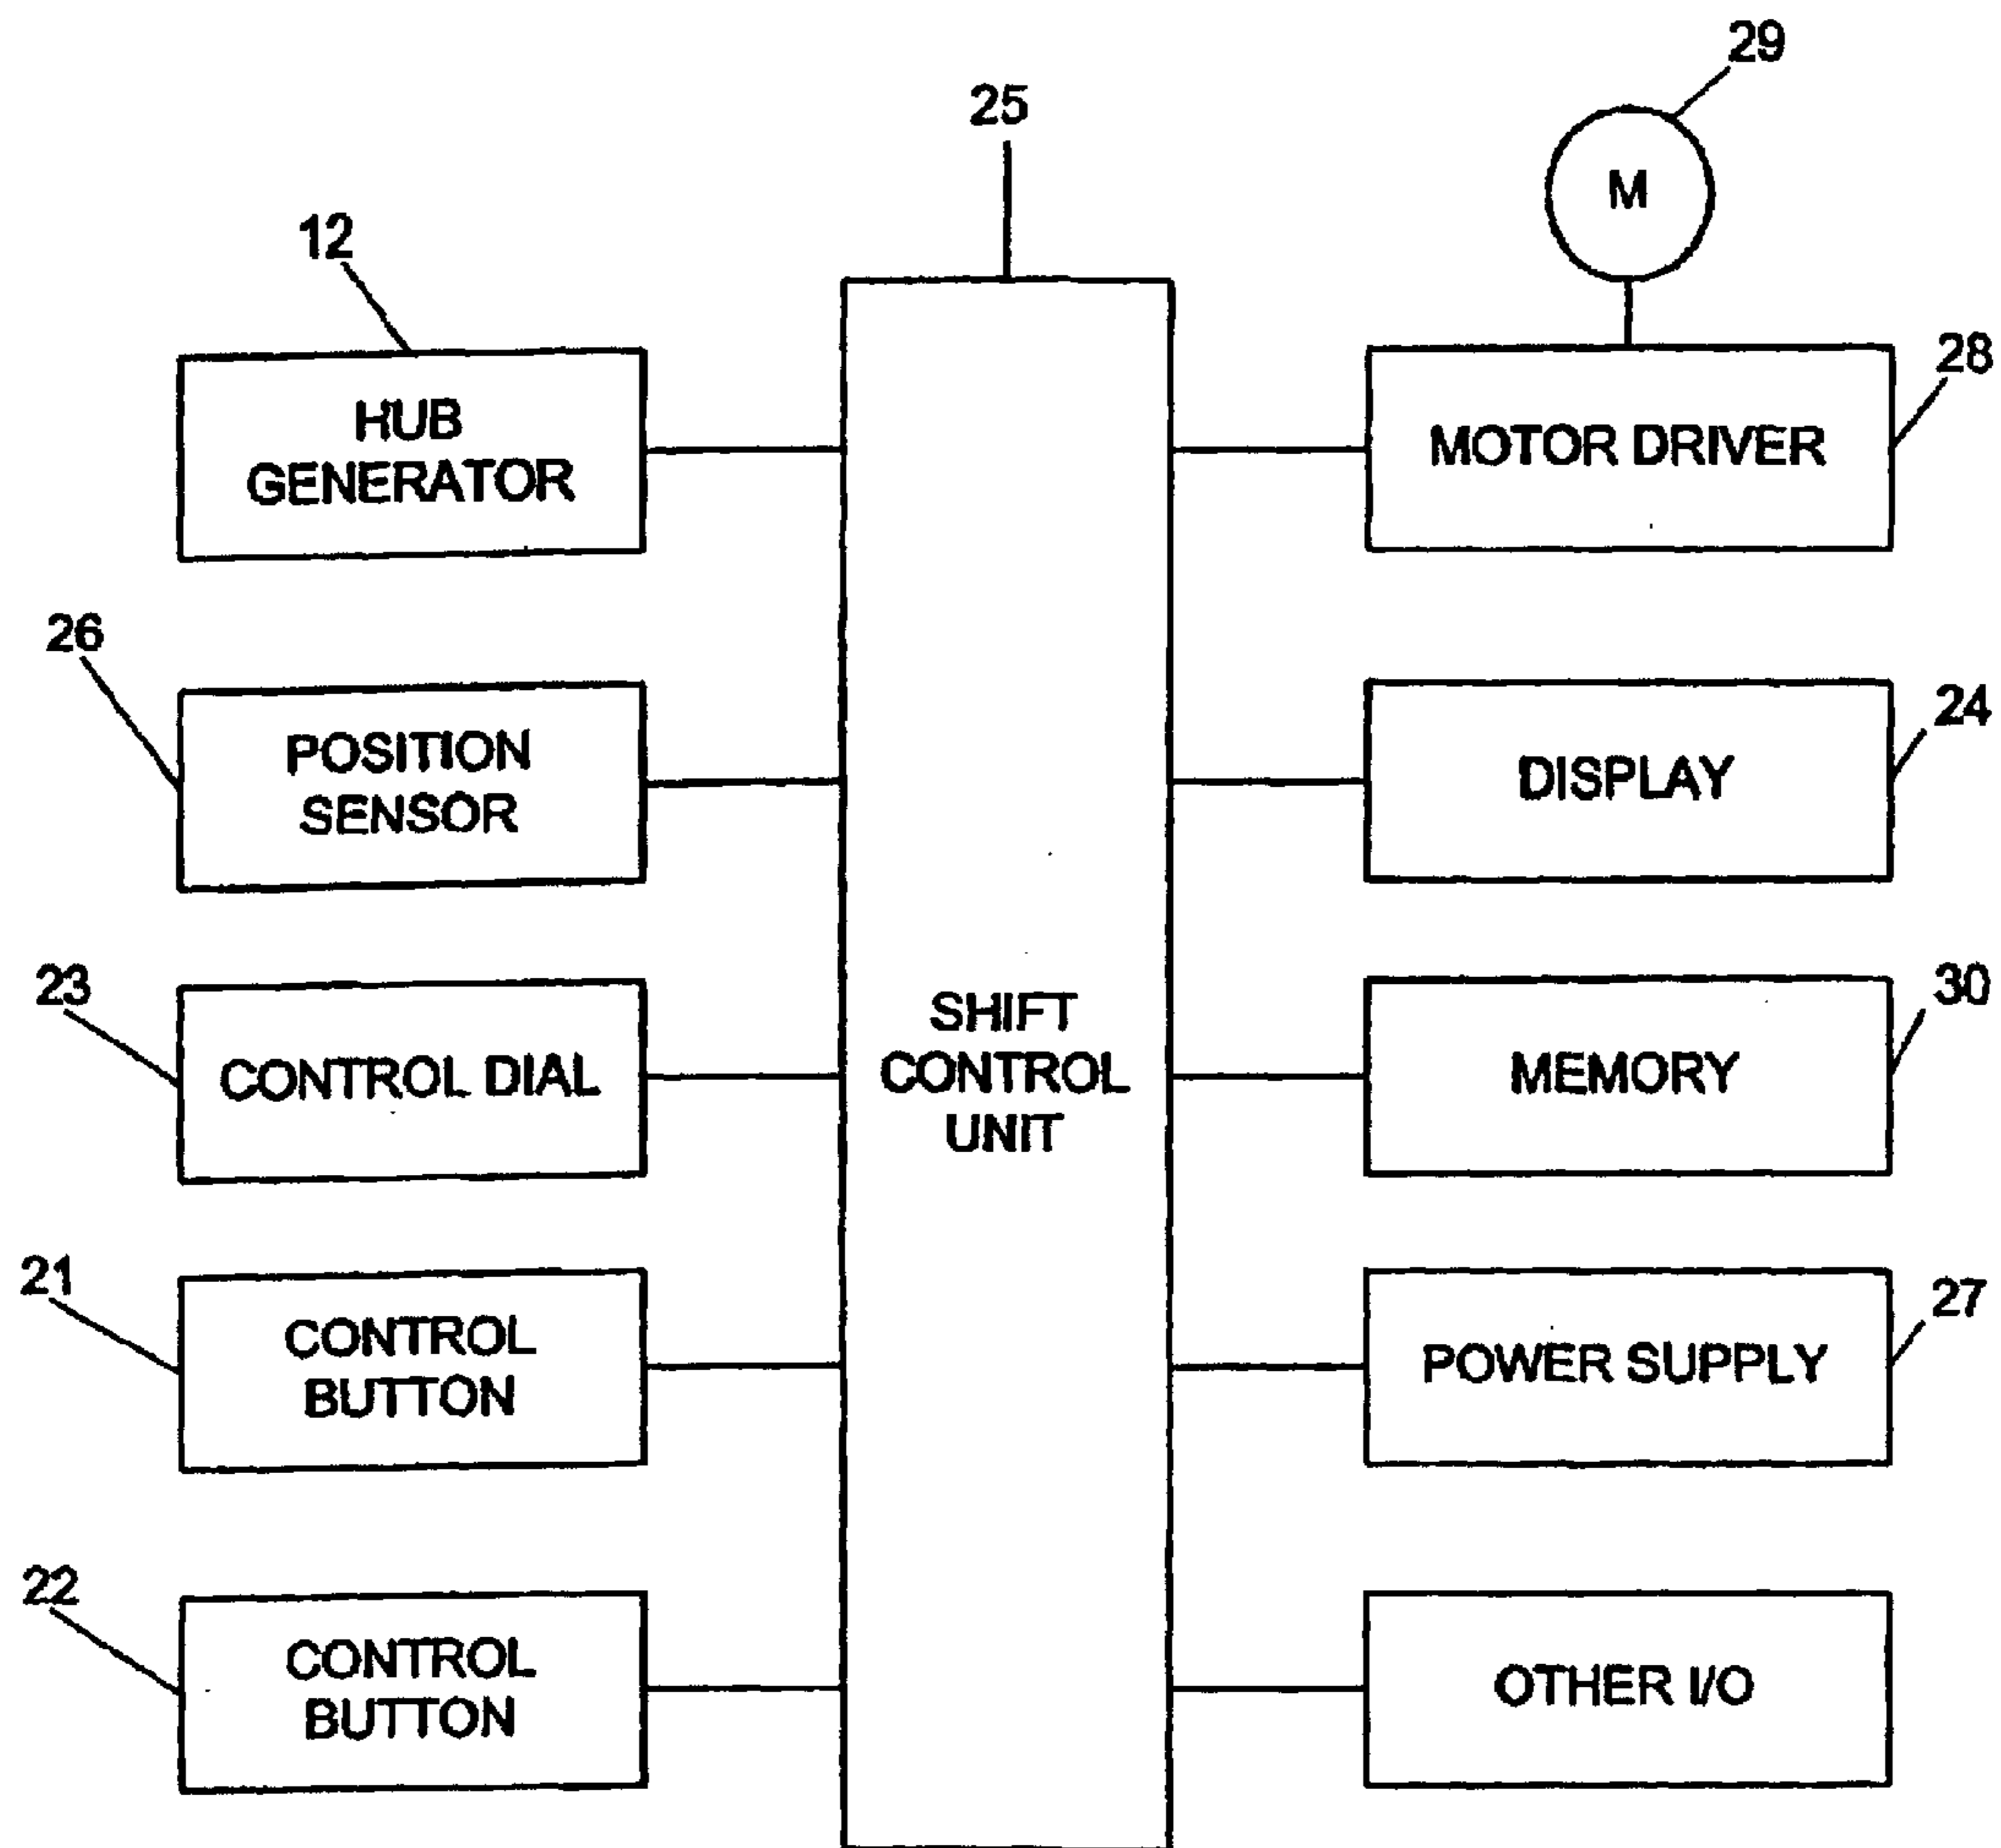 29
25
M
12
28
HUB
GENERATOR
MOTOR DRIVER
26
24
POSITION
SENSOR
DISPLAY
23
30
SHIFT
CONTROL
UNIT
CONTROL DIAL
MEMORY
21
27
CONTROL
BUTTON
POWER SUPPLY
22
CONTROL
BUTTON
OTHER I/O